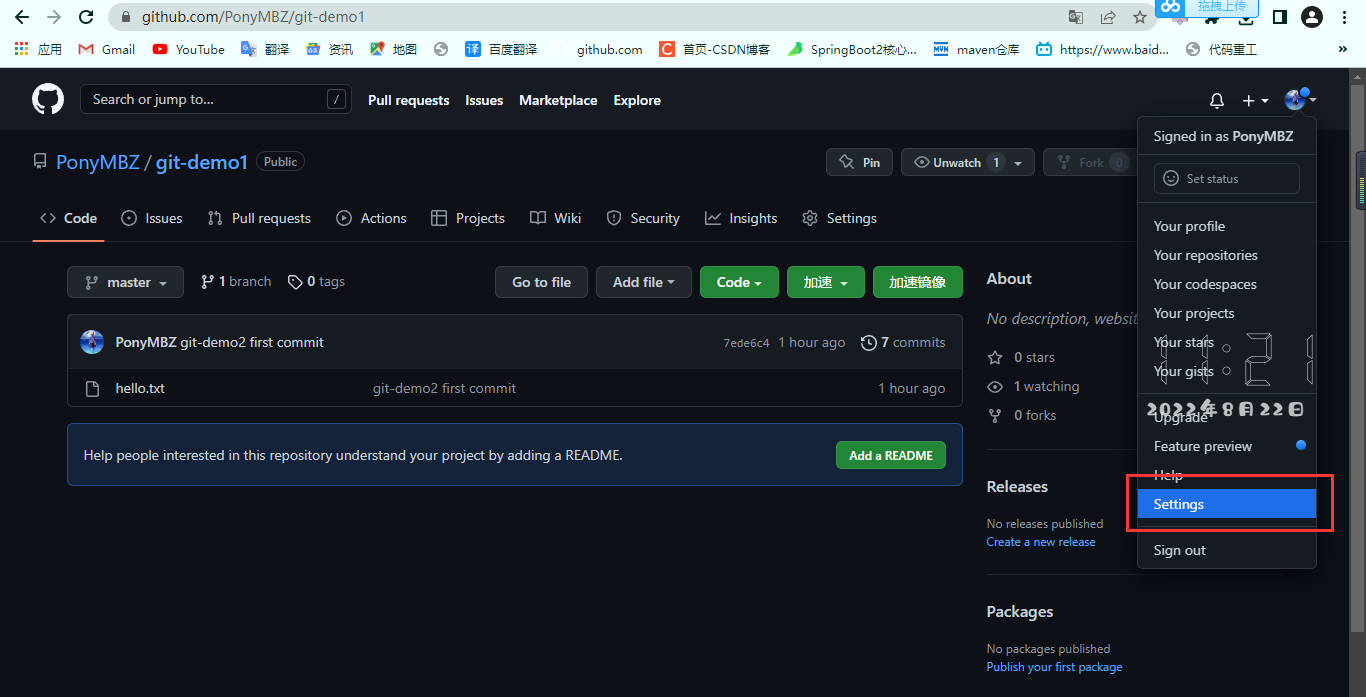 github.com/PonyMBZ/git-demo1
拖拽上传
应用 Gmail YouTube 翻译 资讯 地图 译 百度翻译 github.com C 首页-CSDN博客 SpringBoot2核心... MVN maven仓库 https://www.baid... 代码重工 »
Search or jump to... / Pull requests Issues Marketplace Explore
Signed in as PonyMBZ
PonyMBZ / git-demo1 Public Pin Unwatch 1 Fork 0
Set status
Code Issues Pull requests Actions Projects Wiki Security Insights Settings
Your profile
Your repositories
Your codespaces
Your projects
Your stars
Your gists
2022年8月22日
Upgrade
Feature preview
Help
Settings
Sign out
master 1 branch 0 tags Go to file Add file Code 加速 加速镜像
PonyMBZ git-demo2 first commit 7ede6c4 1 hour ago 7 commits
hello.txt git-demo2 first commit 1 hour ago
Help people interested in this repository understand your project by adding a README. Add a README
About
No description, websit
0 stars
1 watching
0 forks
Releases
No releases published
Create a new release
Packages
No packages published
Publish your first package